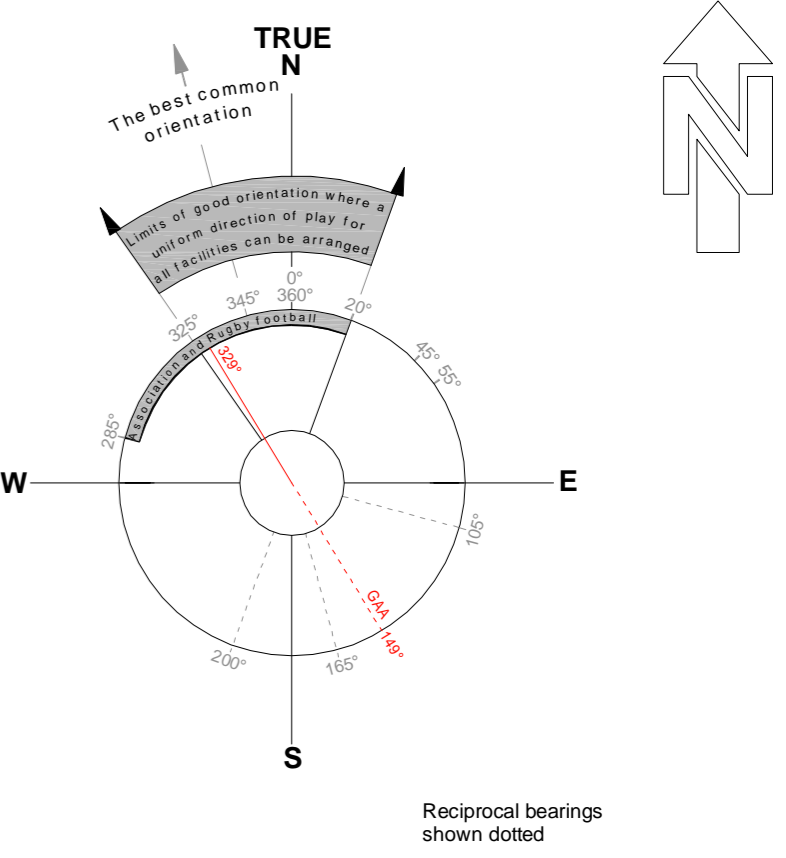 TRUE
N
The best common
orientation
Limits of good orientation where a
uniform direction of play for
all facilities can be arranged
0°
360°
345°
325°
20°
Association and Rugby football
329°
45°
55°
285°
W
E
105°
GAA
149°
200°
165°
S
N
Reciprocal bearings
shown dotted